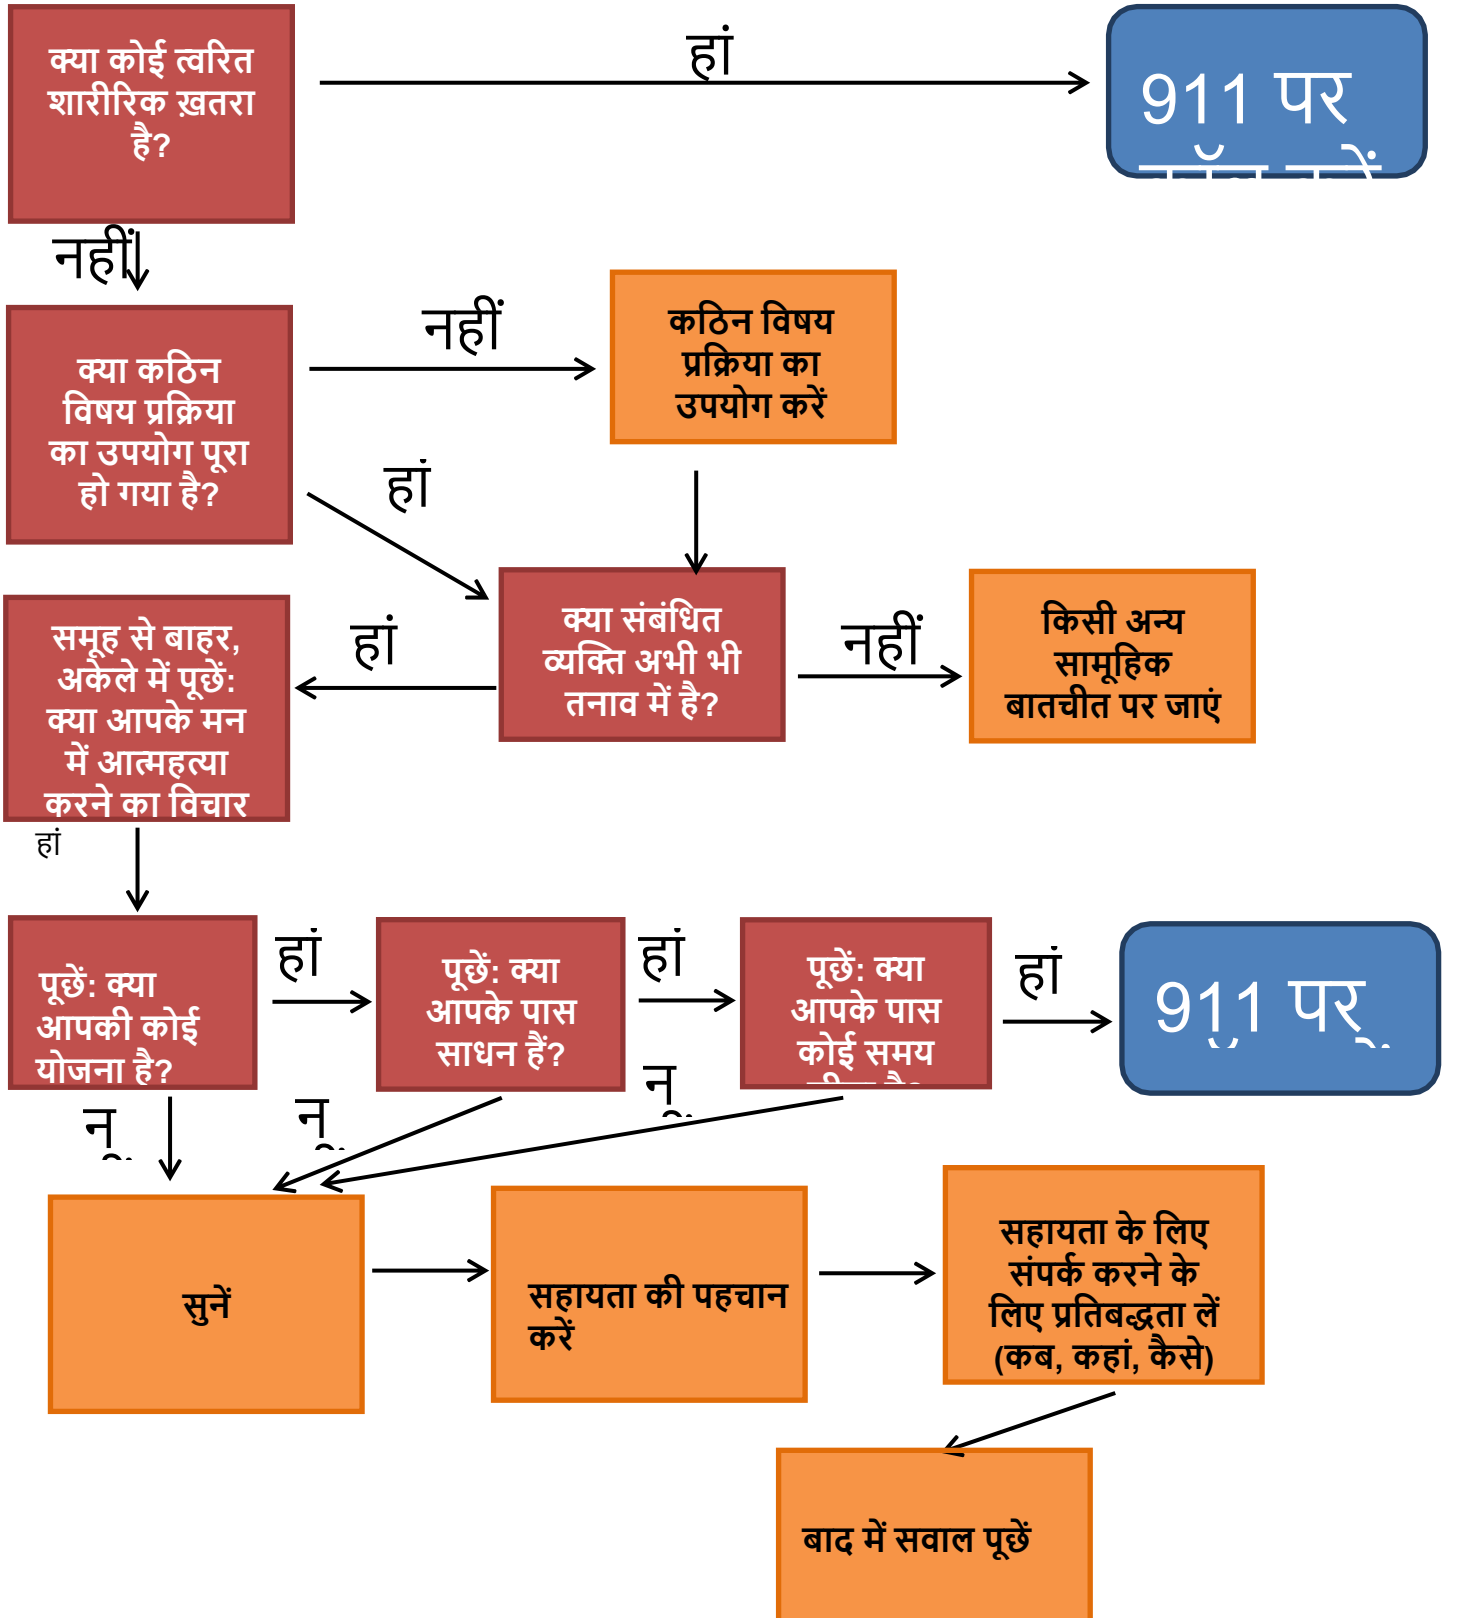 क्या कोई त्वरित
शारीरिक ख़तरा
है?
हां
911 पर
नहीं
क्या कठिन
विषय प्रक्रिया
का उपयोग पूरा
हो गया है?
नहीं
कठिन विषय
प्रक्रिया का
उपयोग करें
हां
क्या संबंधित
व्यक्ति अभी भी
तनाव में है?
नहीं
किसी अन्य
सामूहिक
बातचीत पर जाएं
हां
समूह से बाहर,
अकेले में पूछें:
क्या आपके मन
में आत्महत्या
करने का विचार
हां
पूछें: क्या
आपकी कोई
योजना है?
हां
पूछें: क्या
आपके पास
साधन हैं?
हां
पूछें: क्या
आपके पास
कोई समय
हां
911 पर
सुनें
सहायता की पहचान
करें
सहायता के लिए
संपर्क करने के
लिए प्रतिबद्धता लें
(कब, कहां, कैसे)
बाद में सवाल पूछें